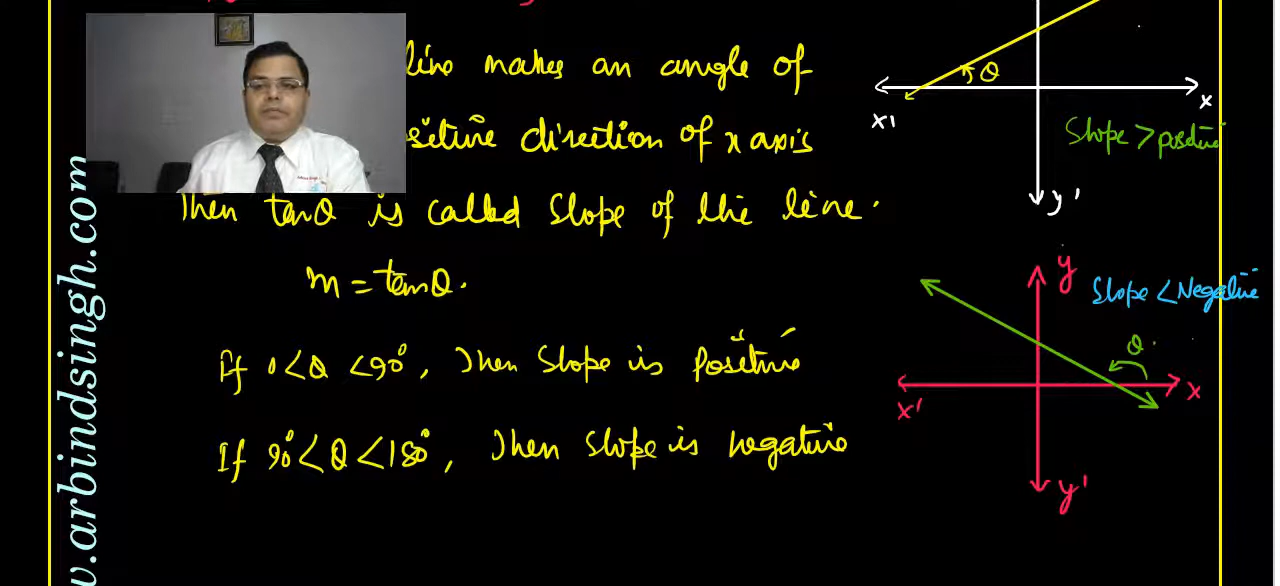 line makes an angle of
sitive direction of x axis
Then tanθ is called slope of the line.
m = tanθ.
If 0 < θ < 90°, Then slope is positive
If 90° < θ < 180°, Then slope is negative
θ
x'
x
Slope > positive
y'
y
Slope < Negative
θ
x'
x
y'
w.arbindsingh.com